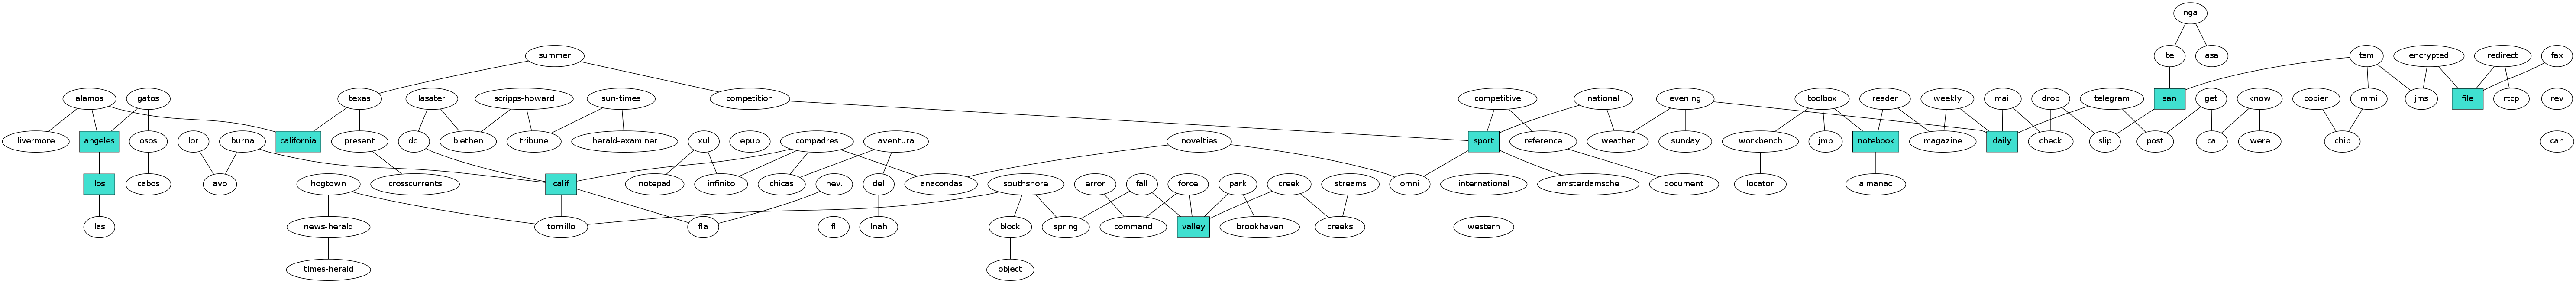 nga
summer te asa tsm encrypted redirect fax
alamos gatos texas lasater scripps-howard sun-times competition competitive national evening toolbox reader weekly mail drop telegram san get know copier mmi jms file rtcp rev
livermore angeles osos lor burna california present dc. blethen tribune herald-examiner xul epub compadres aventura novelties sport reference weather sunday workbench jmp notebook magazine daily check slip post ca were chip can
los cabos avo hogtown crosscurrents calif notepad infinito chicas nev. del anacondas southshore error fall force park creek streams omni international amsterdamsche document locator almanac
las news-herald tornillo fla fl lnah block spring command valley brookhaven creeks western
times-herald object